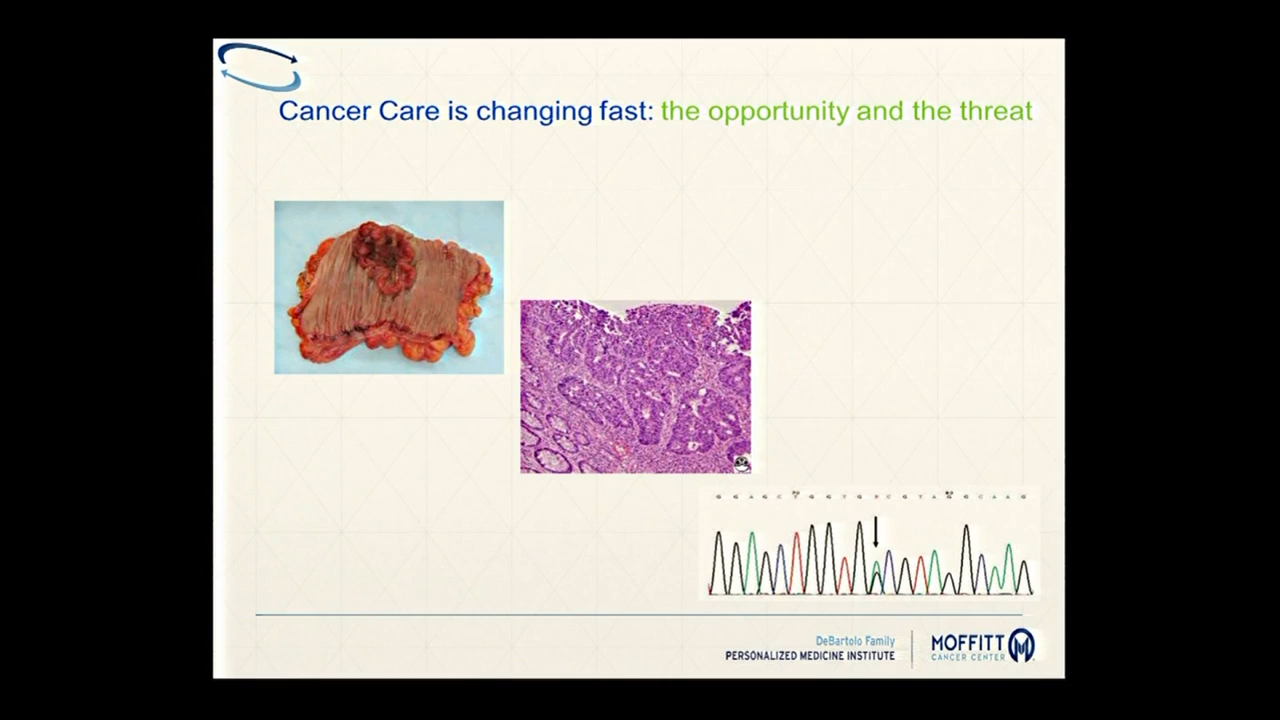 Cancer Care is changing fast: the opportunity and the threat
DeBartolo Family
PERSONALIZED MEDICINE INSTITUTE
MOFFITT
CANCER CENTER